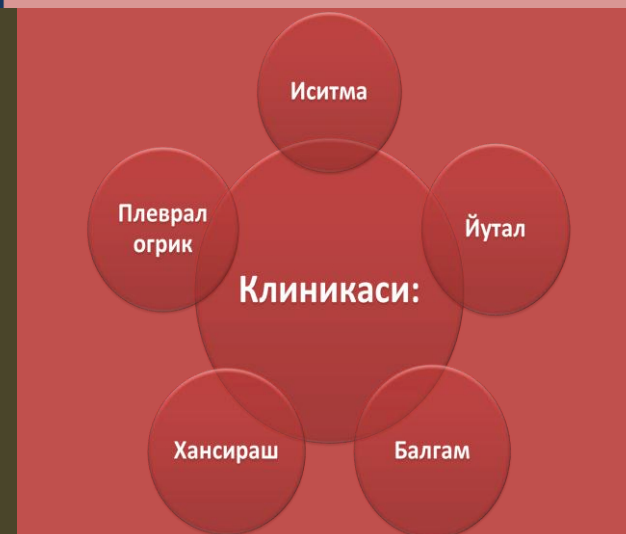 Иситма
Плеврал
огрик
Йутал
Клиникаси:
Хансираш
Балгам